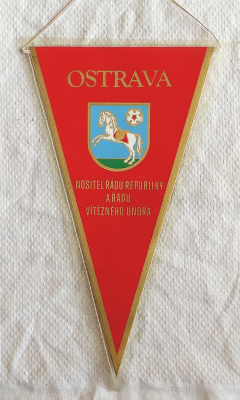 OSTRAVA
NOSITEL ŘÁDU REPUBLIKY
A ŘÁDU
VÍTĚZNÉHO ÚNORA